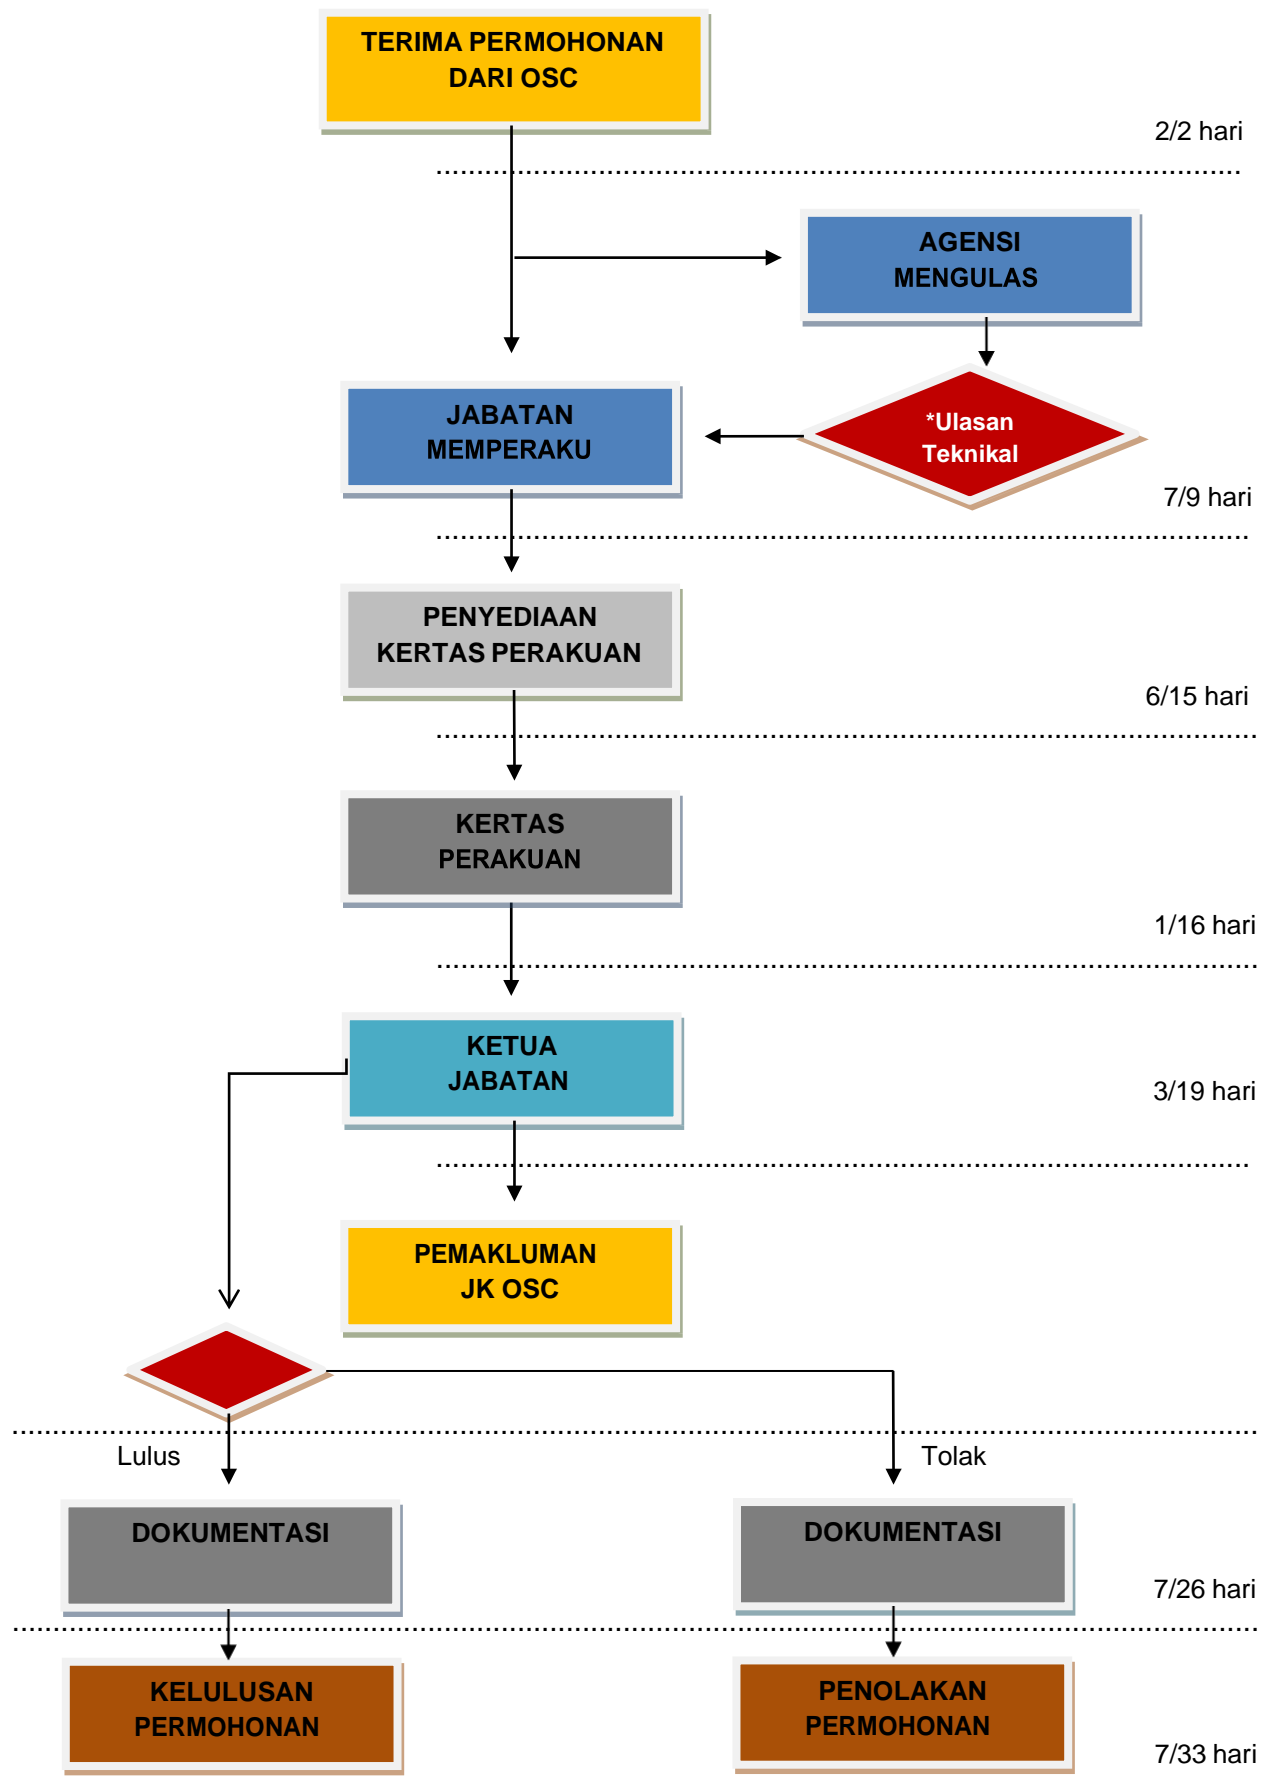 TERIMA PERMOHONAN
DARI OSC
2/2 hari
AGENSI
MENGULAS
JABATAN
MEMPERAKU
*Ulasan
Teknikal
7/9 hari
PENYEDIAAN
KERTAS PERAKUAN
6/15 hari
KERTAS
PERAKUAN
1/16 hari
KETUA
JABATAN
3/19 hari
PEMAKLUMAN
JK OSC
Lulus
Tolak
DOKUMENTASI
DOKUMENTASI
7/26 hari
KELULUSAN
PERMOHONAN
PENOLAKAN
PERMOHONAN
7/33 hari